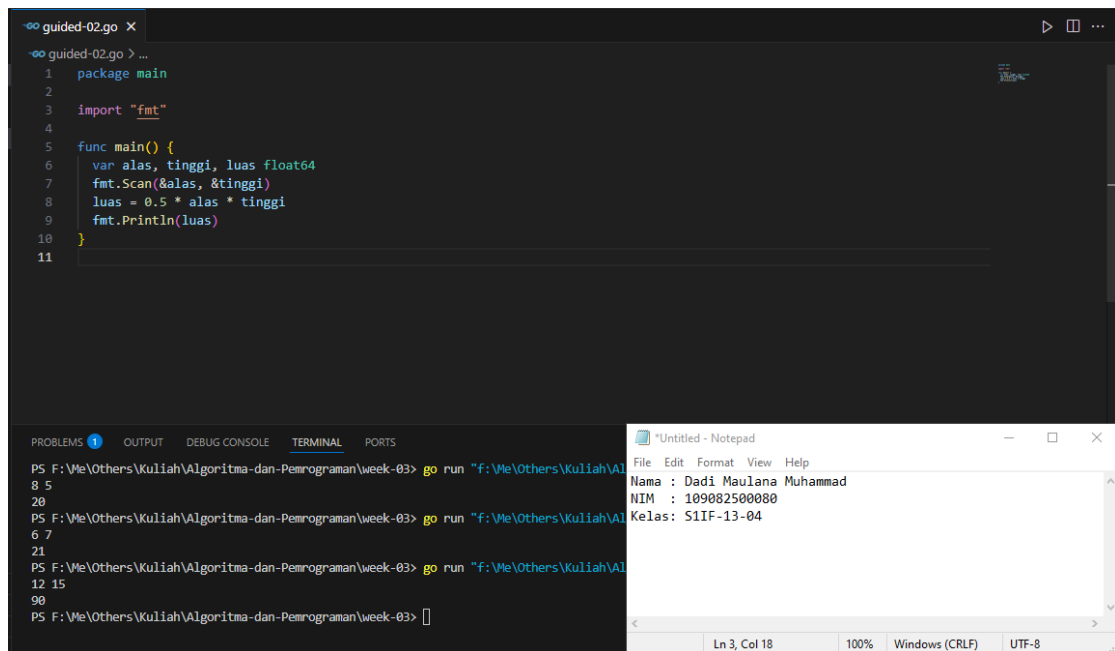 GO guided-02.go ×
GO guided-02.go > ...
1 package main
2
3 import "fmt"
4
5 func main() {
6 var alas, tinggi, luas float64
7 fmt.Scan(&alas, &tinggi)
8 luas = 0.5 * alas * tinggi
9 fmt.Println(luas)
10 }
11
PROBLEMS 1 OUTPUT DEBUG CONSOLE TERMINAL PORTS
PS F:\Me\Others\Kuliah\Algoritma-dan-Pemrograman\week-03> go run "f:\Me\Others\Kuliah\Al
8 5
20
PS F:\Me\Others\Kuliah\Algoritma-dan-Pemrograman\week-03> go run "f:\Me\Others\Kuliah\Al
6 7
21
PS F:\Me\Others\Kuliah\Algoritma-dan-Pemrograman\week-03> go run "f:\Me\Others\Kuliah\Al
12 15
90
PS F:\Me\Others\Kuliah\Algoritma-dan-Pemrograman\week-03>
*Untitled - Notepad
File Edit Format View Help
Nama : Dadi Maulana Muhammad
NIM : 109082500080
Kelas: S1IF-13-04
Ln 3, Col 18 100% Windows (CRLF) UTF-8